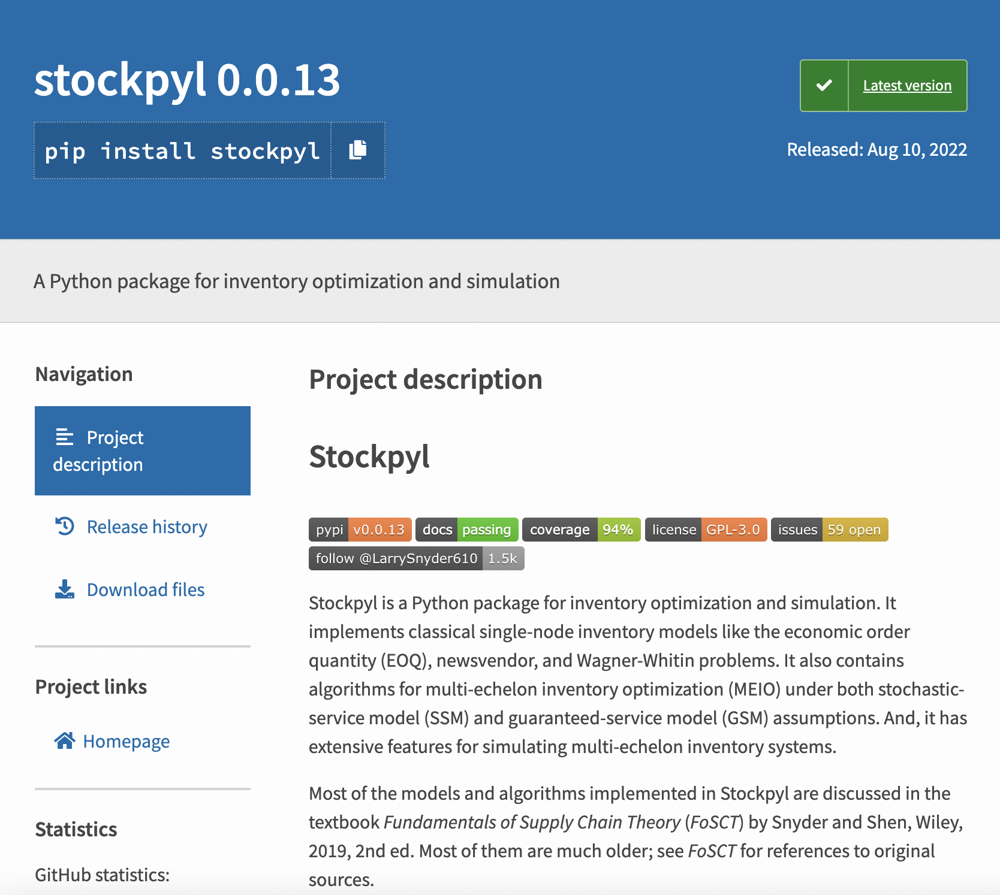 stockpyl 0.0.13
pip install stockpyl
Latest version
Released: Aug 10, 2022
A Python package for inventory optimization and simulation
Navigation
Project
description
Release history
Download files
Project links
Homepage
Statistics
GitHub statistics:
Project description
Stockpyl
pypi v0.0.13 docs passing coverage 94% license GPL-3.0 issues 59 open
follow @LarrySnyder610 1.5k
Stockpyl is a Python package for inventory optimization and simulation. It
implements classical single-node inventory models like the economic order
quantity (EOQ), newsvendor, and Wagner-Whitin problems. It also contains
algorithms for multi-echelon inventory optimization (MEIO) under both stochastic-
service model (SSM) and guaranteed-service model (GSM) assumptions. And, it has
extensive features for simulating multi-echelon inventory systems.
Most of the models and algorithms implemented in Stockpyl are discussed in the
textbook Fundamentals of Supply Chain Theory (FoSCT) by Snyder and Shen, Wiley,
2019, 2nd ed. Most of them are much older; see FoSCT for references to original
sources.